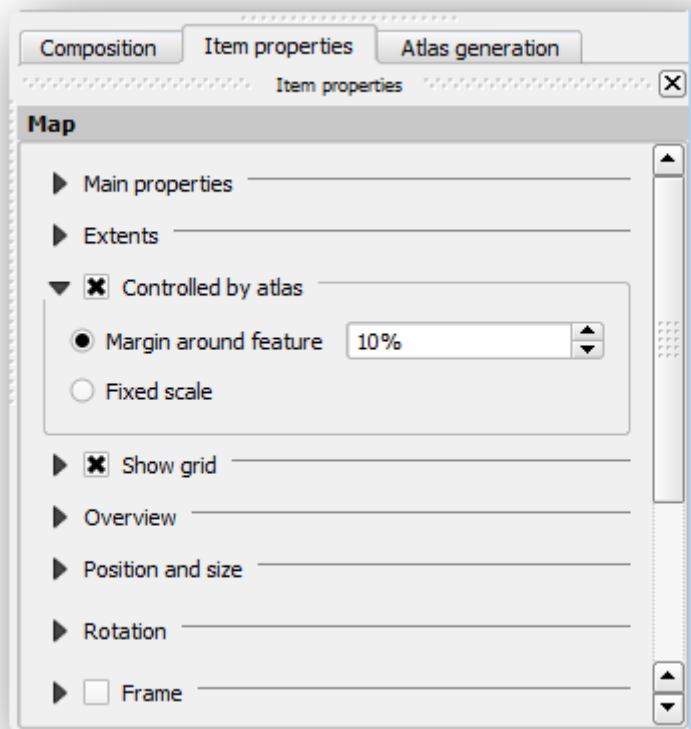 Composition Item properties Atlas generation
Item properties
Map
Main properties
Extents
Controlled by atlas
Margin around feature 10%
Fixed scale
Show grid
Overview
Position and size
Rotation
Frame